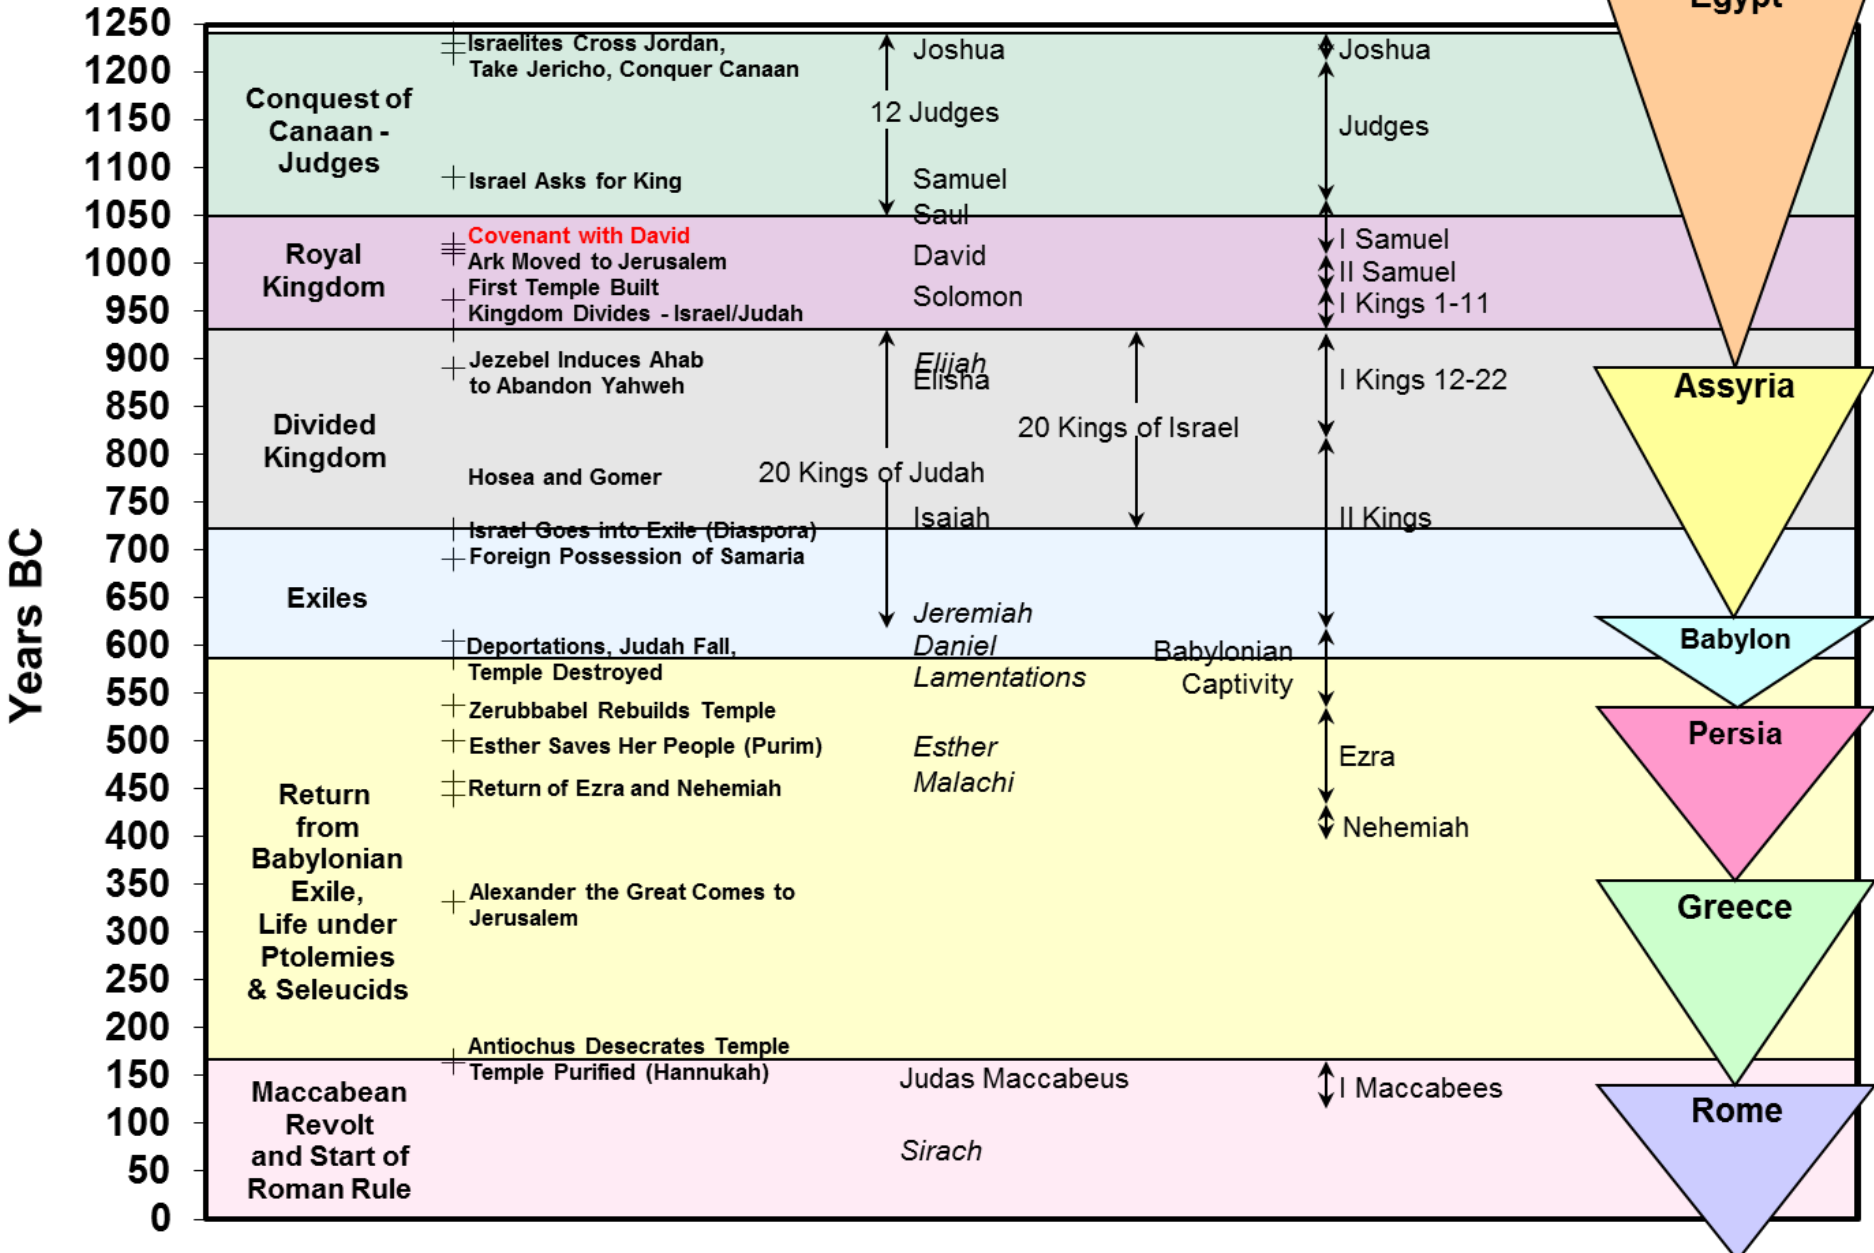 Years BC
1250
1200
1150
1100
1050
1000
950
900
850
800
750
700
650
600
550
500
450
400
350
300
250
200
150
100
50
0
Conquest of
Canaan -
Judges
Royal
Kingdom
Divided
Kingdom
Exiles
Return
from
Babylonian
Exile,
Life under
Ptolemies
& Seleucids
Maccabean
Revolt
and Start of
Roman Rule
Israelites Cross Jordan,
Take Jericho, Conquer Canaan
Israel Asks for King
Covenant with David
Ark Moved to Jerusalem
First Temple Built
Kingdom Divides - Israel/Judah
Jezebel Induces Ahab
to Abandon Yahweh
Hosea and Gomer
Israel Goes into Exile (Diaspora)
Foreign Possession of Samaria
Deportations, Judah Fall,
Temple Destroyed
Zerubbabel Rebuilds Temple
Esther Saves Her People (Purim)
Return of Ezra and Nehemiah
Alexander the Great Comes to
Jerusalem
Antiochus Desecrates Temple
Temple Purified (Hannukah)
Joshua
12 Judges
Samuel
Saul
David
Solomon
Elijah
Elisha
20 Kings of Israel
20 Kings of Judah
Isaiah
Jeremiah
Daniel
Lamentations
Esther
Malachi
Judas Maccabeus
Sirach
Joshua
Judges
I Samuel
II Samuel
I Kings 1-11
I Kings 12-22
II Kings
Babylonian
Captivity
Ezra
Nehemiah
I Maccabees
Egypt
Assyria
Babylon
Persia
Greece
Rome